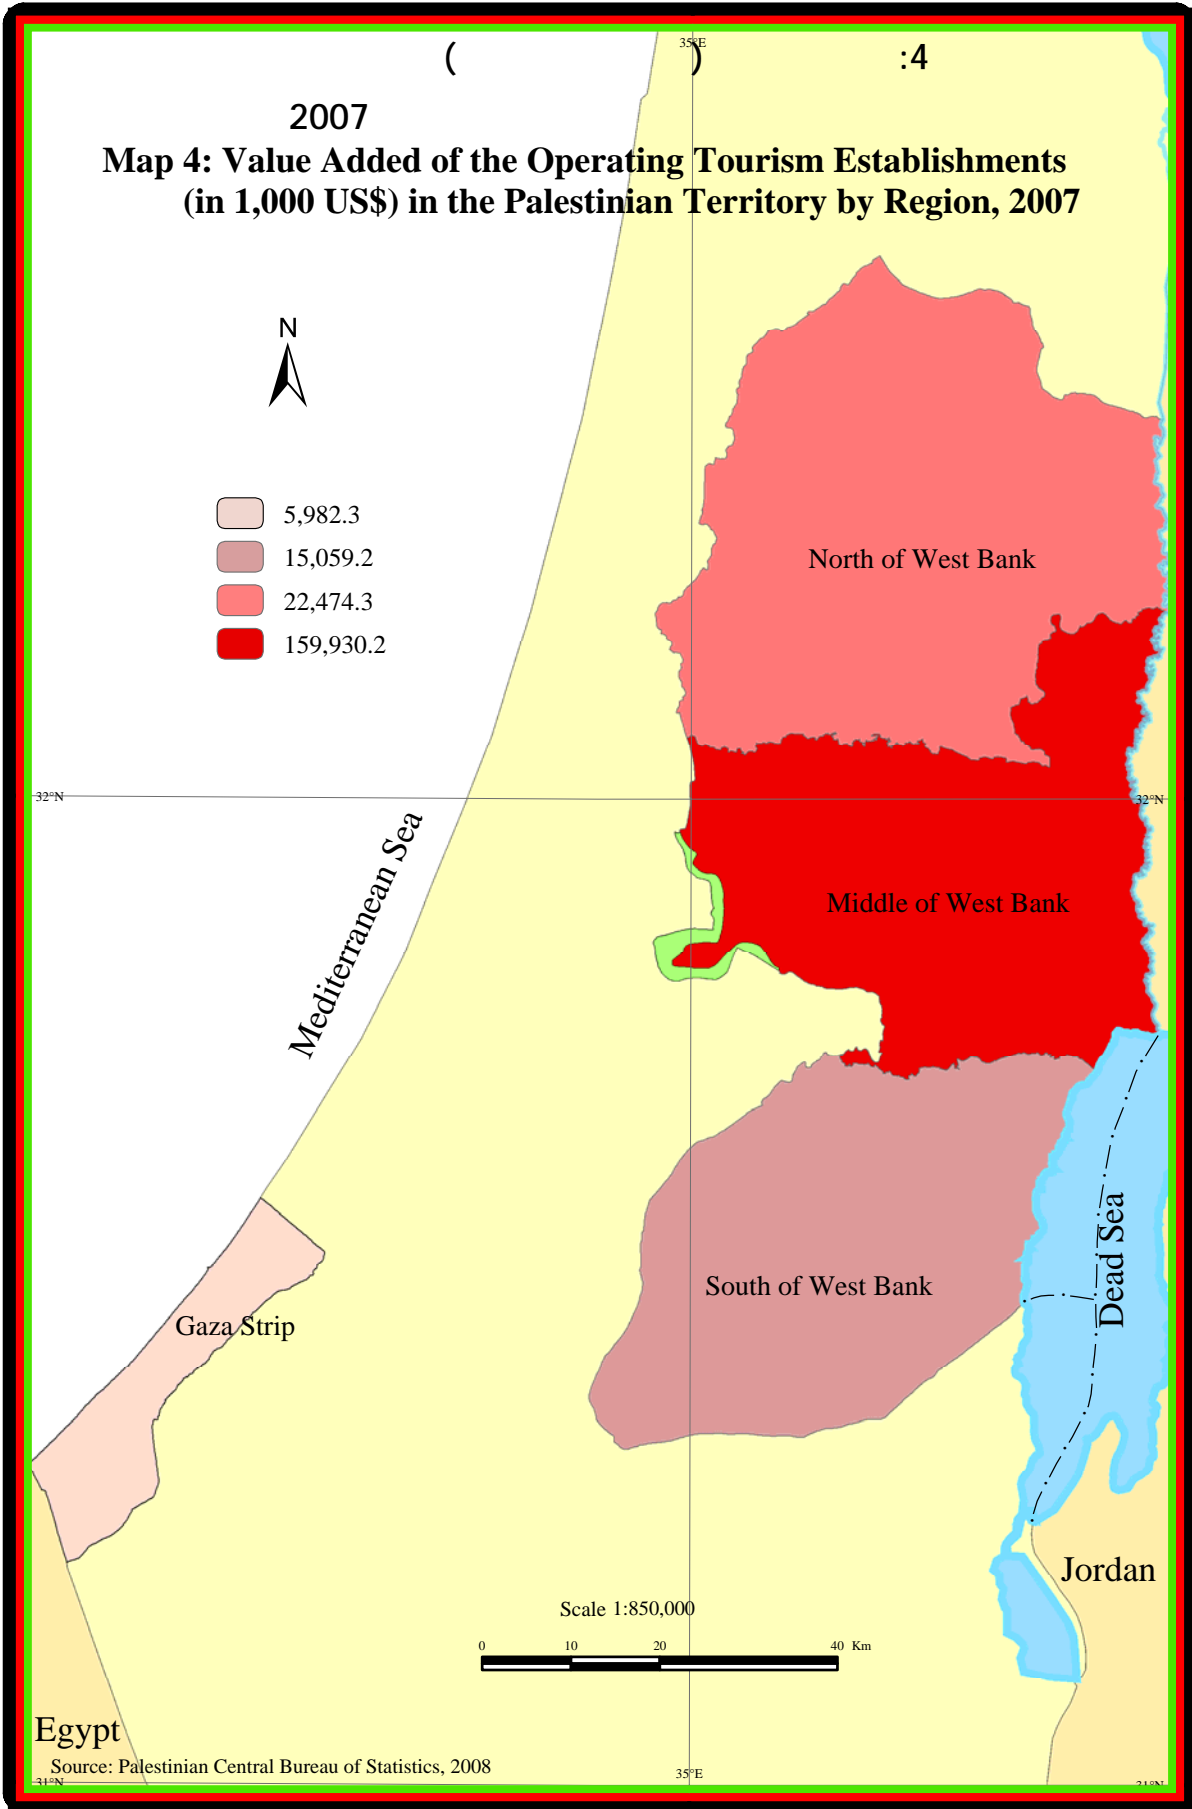 35°E
( ) :4
2007
Map 4: Value Added of the Operating Tourism Establishments
(in 1,000 US$) in the Palestinian Territory by Region, 2007
N
5,982.3
15,059.2
22,474.3
159,930.2
North of West Bank
32°N
32°N
Mediterranean Sea
Middle of West Bank
Dead Sea
South of West Bank
Gaza Strip
Jordan
Scale 1:850,000
0 10 20 40 Km
Egypt
Source: Palestinian Central Bureau of Statistics, 2008
35°E
31°N
31°N